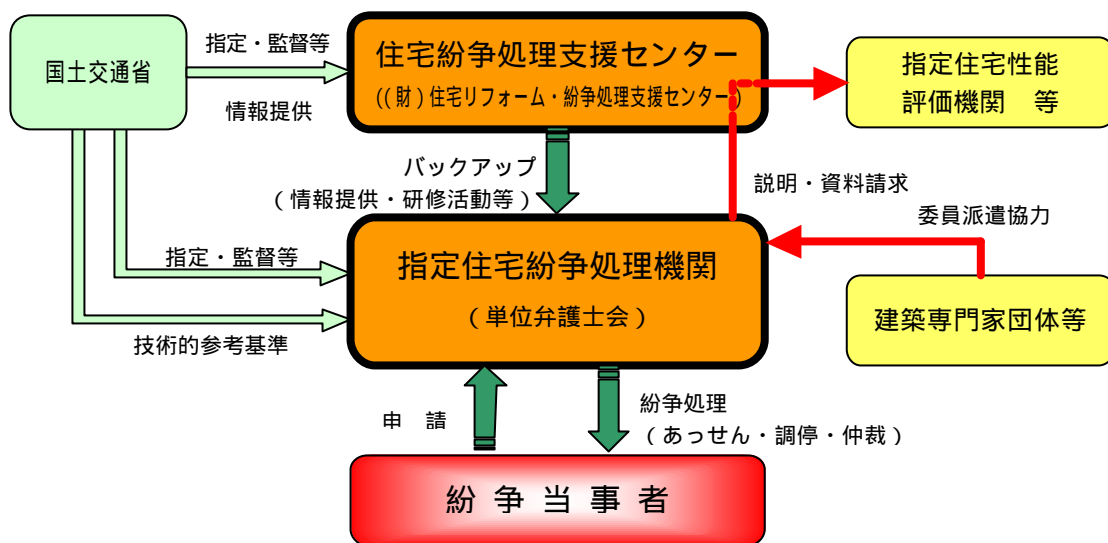 国土交通省
指定・監督等
情報提供
住宅紛争処理支援センター
((財)住宅リフォーム・紛争処理支援センター)
指定住宅性能
評価機関 等
バックアップ
(情報提供・研修活動等)
説明・資料請求
委員派遣協力
指定・監督等
技術的参考基準
指定住宅紛争処理機関
(単位弁護士会)
建築専門家団体等
申 請
紛争処理
(あっせん・調停・仲裁)
紛 争 当 事 者